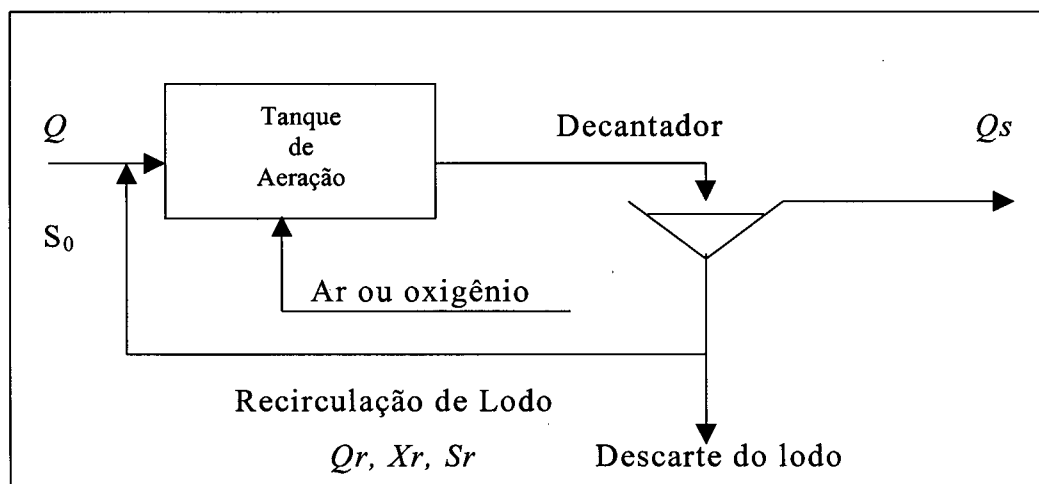 Q
S₀
Tanque
de
Aeração
Decantador
Qs
Ar ou oxigênio
Recirculação de Lodo
Qr, Xr, Sr
Descarte do lodo